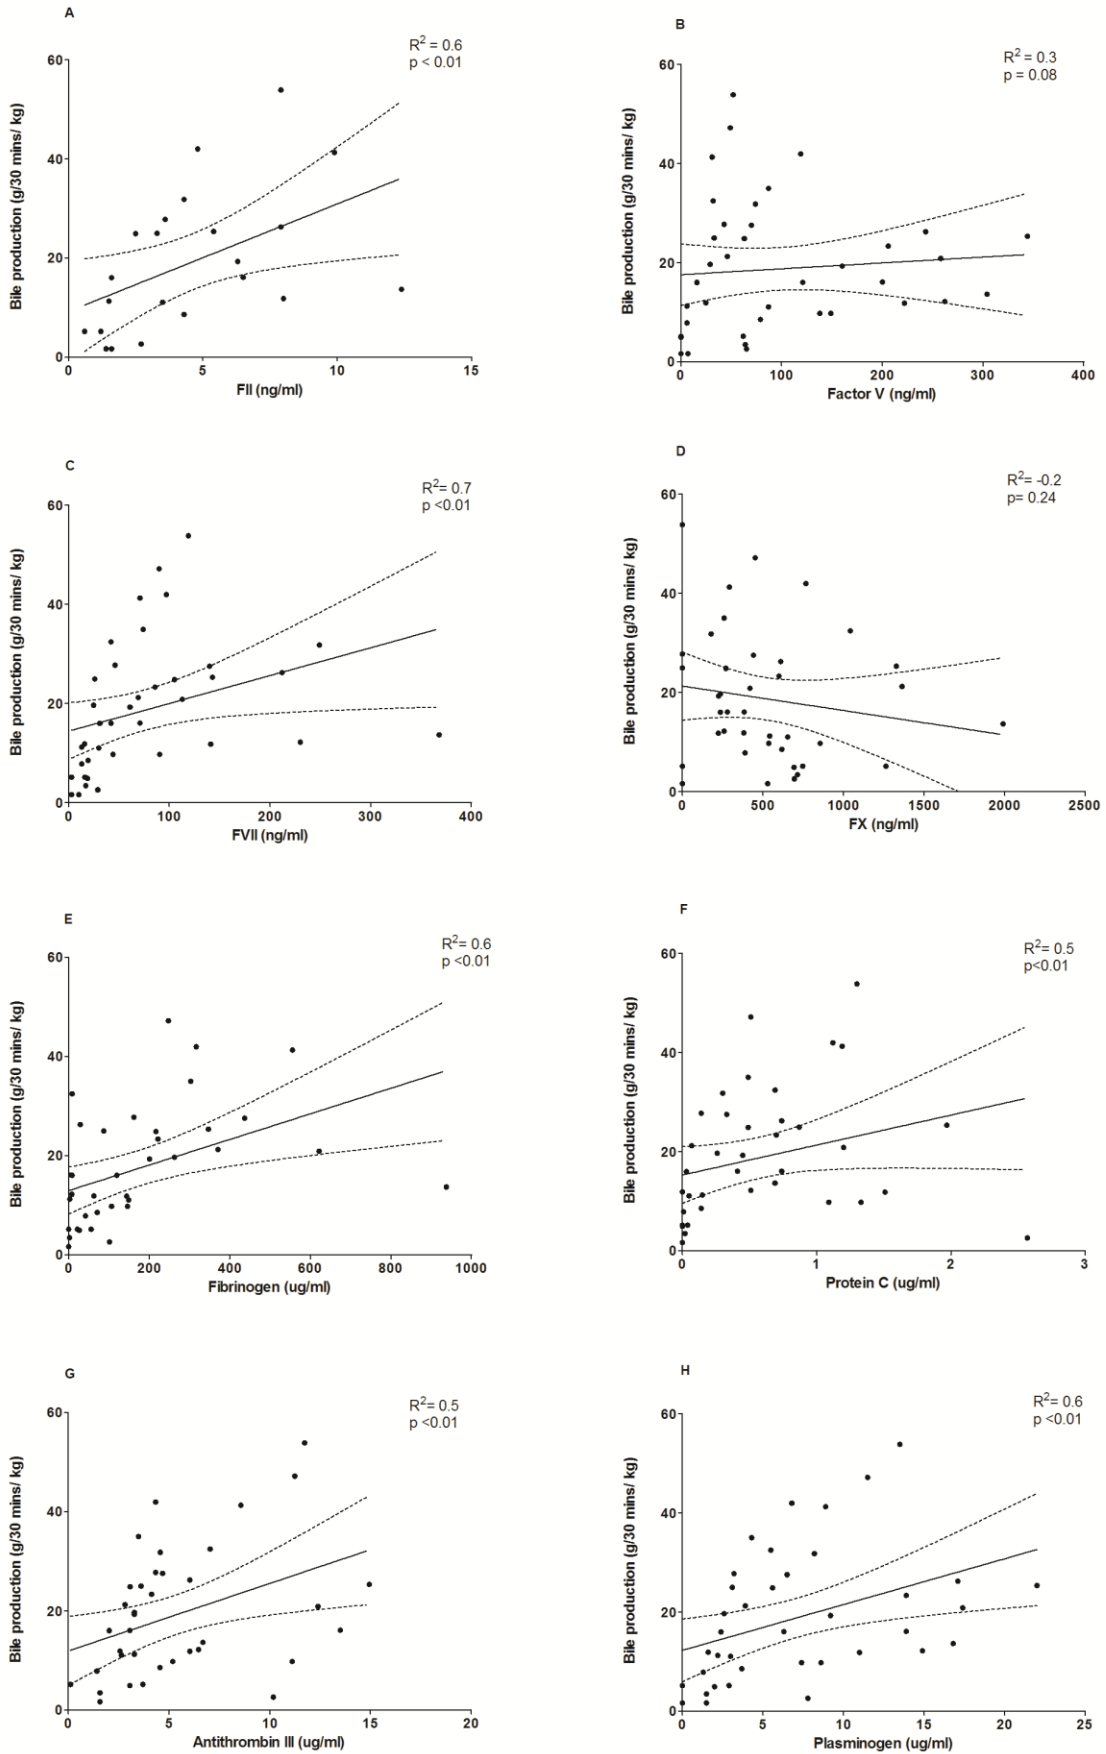 A
R² = 0.6
p < 0.01
Bile production (g/30 mins/ kg)
60
40
20
0
0 5 10 15
FII (ng/ml)
B
R² = 0.3
p = 0.08
Bile production (g/30 mins/ kg)
60
40
20
0
0 100 200 300 400
Factor V (ng/ml)
C
R²= 0.7
p <0.01
Bile production (g/30 mins/ kg)
60
40
20
0
0 100 200 300 400
FVII (ng/ml)
D
R²= -0.2
p= 0.24
Bile production (g/30 mins/ kg)
60
40
20
0
0 500 1000 1500 2000 2500
FX (ng/ml)
E
R²= 0.6
p <0.01
Bile production (g/30 mins/ kg)
60
40
20
0
0 200 400 600 800 1000
Fibrinogen (ug/ml)
F
R²= 0.5
p<0.01
Bile production (g/30 mins/ kg)
60
40
20
0
0 1 2 3
Protein C (ug/ml)
G
R²= 0.5
p <0.01
Bile production (g/30 mins/ kg)
60
40
20
0
0 5 10 15 20
Antithrombin III (ug/ml)
H
R²= 0.6
p <0.01
Bile production (g/30 mins/ kg)
60
40
20
0
0 5 10 15 20 25
Plasminogen (ug/ml)